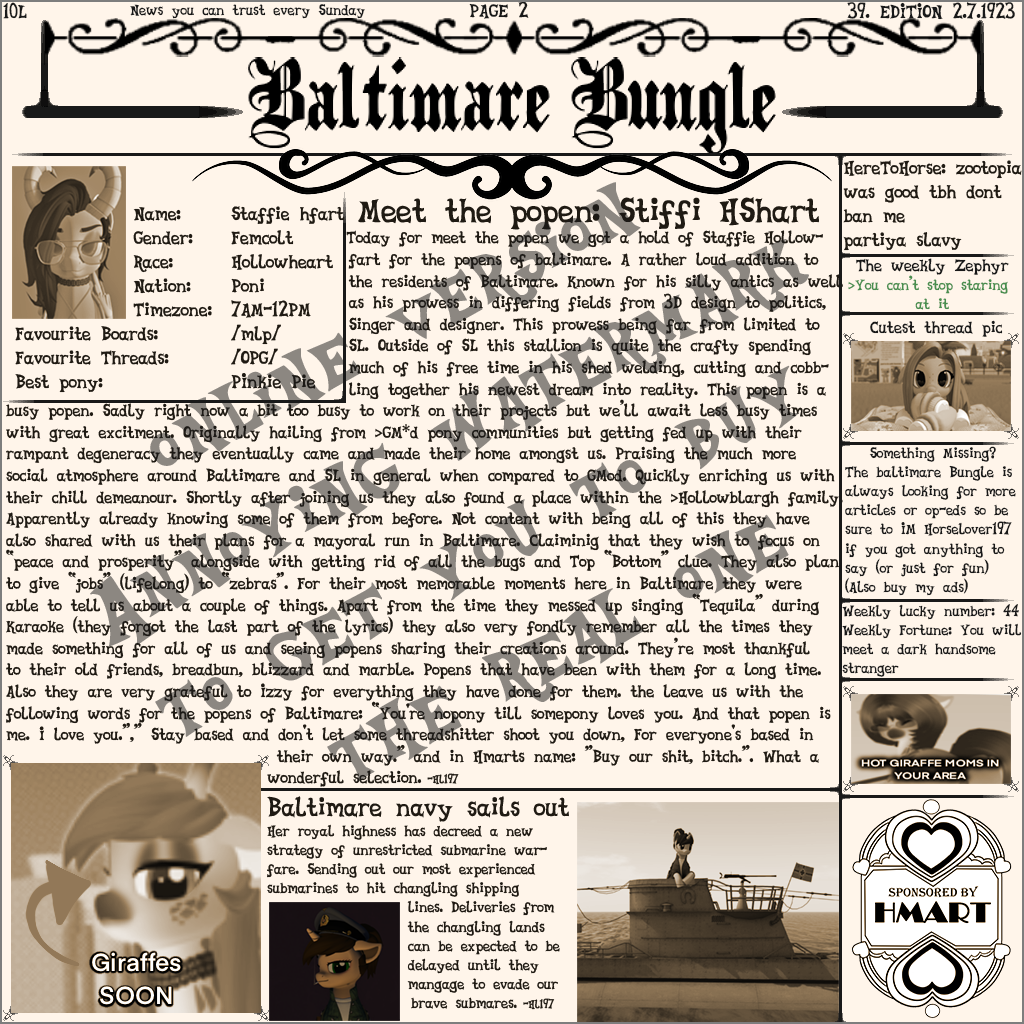 10L
News you can trust every Sunday
PAGE 2
39. EDITION 2.7.1923
Baltimare Bungle
Name: Staffie hfart
Gender: Femcolt
Race: Hollowheart
Nation: Poni
Timezone: 7AM-12PM
Favourite Boards: /mlp/
Favourite Threads: /OPG/
Best pony: Pinkie Pie
Meet the popen: Stiffi HShart
Today for meet the popen we got a hold of Staffie Hollow-
fart for the popens of baltimare. A rather loud addition to
the residents of Baltimare. Known for his silly antics as well
as his prowess in differing fields from 3D design to politics,
Singer and designer. This prowess being far from limited to
SL. Outside of SL this stallion is quite the crafty spending
much of his free time in his shed welding, cutting and cobb-
ling together his newest dream into reality. This popen is a
busy popen. Sadly right now a bit too busy to work on their projects but we'll await less busy times
with great excitment. Originally hailing from >GM*d pony communities but getting fed up with their
rampant degeneracy they eventually came and made their home amongst us. Praising the much more
social atmosphere around Baltimare and SL in general when compared to GMod. Quickly enriching us with
their chill demeanour. Shortly after joining us they also found a place within the >Hollowblargh family.
Apparently already knowing some of them from before. Not content with being all of this they have
also shared with us their plans for a mayoral run in Baltimare. Claiminig that they wish to focus on
"peace and prosperity" alongside with getting rid of all the bugs and Top "Bottom" clue. They also plan
to give "jobs" (lifelong) to "zebras". For their most memorable moments here in Baltimare they were
able to tell us about a couple of things. Apart from the time they messed up singing "Tequila" during
Karaoke (they forgot the last part of the lyrics) they also very fondly remember all the times they
made something for all of us and seeing popens sharing their creations around. They're most thankful
to their old friends, breadbun, blizzard and marble. Popens that have been with them for a long time.
Also they are very grateful to izzy for everything they have done for them. the leave us with the
following words for the popens of Baltimare: "You're nopony till somepony loves you. And that popen is
me. i love you."," Stay based and don't let some threadshitter shoot you down, For everyone's based in
their own way." and in Hmarts name: "Buy our shit, bitch.". What a
wonderful selection. -HL197
ONLINE VERSION
ANNOYING WATERMARK
TO GET YOU TO BUY
THE REAL ONE
Giraffes
SOON
Baltimare navy sails out
Her royal highness has decreed a new
strategy of unrestricted submarine war-
fare. Sending out our most experienced
submarines to hit changling shipping
lines. Deliveries from
the changling lands
can be expected to be
delayed until they
mangage to evade our
brave submares. -HL197
HereToHorse: zootopia
was good tbh dont
ban me
partiya slavy
The weekly Zephyr
>You can't stop staring
at it
Cutest thread pic
Something Missing?
The baltimare Bungle is
always looking for more
articles or op-eds so be
sure to iM Horselover197
if you got anything to
say (or just for fun)
(Also buy my ads)
Weekly lucky number: 44
Weekly Fortune: You will
meet a dark handsome
stranger
HOT GIRAFFE MOMS IN
YOUR AREA
SPONSORED BY
HMART